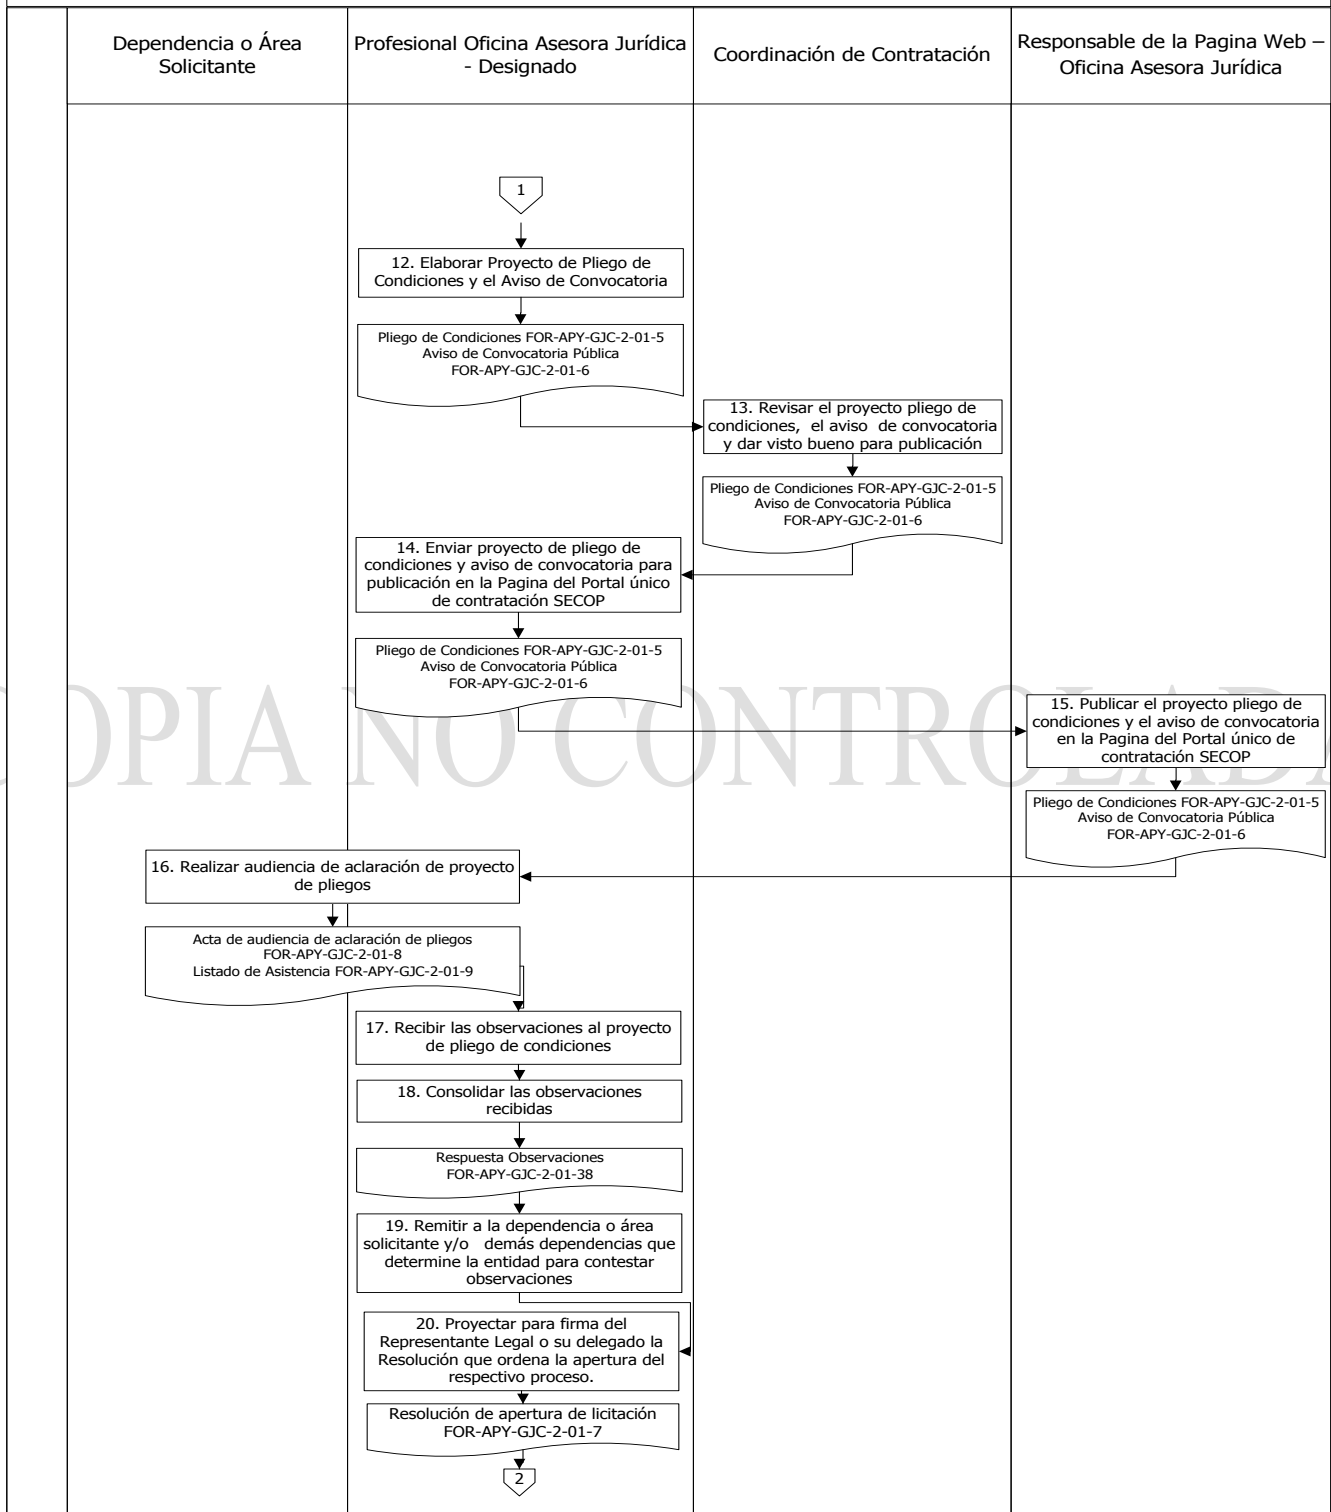 Dependencia o Área
Solicitante
Profesional Oficina Asesora Jurídica
- Designado
Coordinación de Contratación
Responsable de la Pagina Web –
Oficina Asesora Jurídica
1
12. Elaborar Proyecto de Pliego de
Condiciones y el Aviso de Convocatoria
Pliego de Condiciones FOR-APY-GJC-2-01-5
Aviso de Convocatoria Pública
FOR-APY-GJC-2-01-6
13. Revisar el proyecto pliego de
condiciones, el aviso de convocatoria
y dar visto bueno para publicación
Pliego de Condiciones FOR-APY-GJC-2-01-5
Aviso de Convocatoria Pública
FOR-APY-GJC-2-01-6
14. Enviar proyecto de pliego de
condiciones y aviso de convocatoria para
publicación en la Pagina del Portal único
de contratación SECOP
Pliego de Condiciones FOR-APY-GJC-2-01-5
Aviso de Convocatoria Pública
FOR-APY-GJC-2-01-6
OPIA NO CONTROLADA
15. Publicar el proyecto pliego de
condiciones y el aviso de convocatoria
en la Pagina del Portal único de
contratación SECOP
Pliego de Condiciones FOR-APY-GJC-2-01-5
Aviso de Convocatoria Pública
FOR-APY-GJC-2-01-6
16. Realizar audiencia de aclaración de proyecto
de pliegos
Acta de audiencia de aclaración de pliegos
FOR-APY-GJC-2-01-8
Listado de Asistencia FOR-APY-GJC-2-01-9
17. Recibir las observaciones al proyecto
de pliego de condiciones
18. Consolidar las observaciones
recibidas
Respuesta Observaciones
FOR-APY-GJC-2-01-38
19. Remitir a la dependencia o área
solicitante y/o demás dependencias que
determine la entidad para contestar
observaciones
20. Proyectar para firma del
Representante Legal o su delegado la
Resolución que ordena la apertura del
respectivo proceso.
Resolución de apertura de licitación
FOR-APY-GJC-2-01-7
2